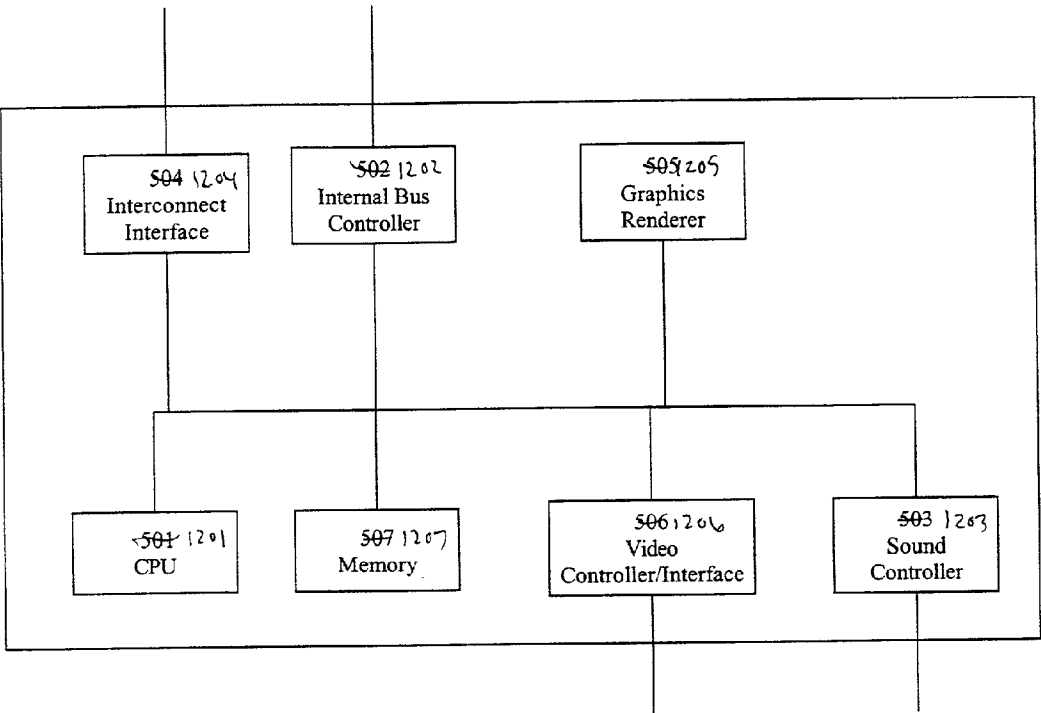 504 1204
Interconnect
Interface
502 1202
Internal Bus
Controller
505 1205
Graphics
Renderer
501 1201
CPU
507 1207
Memory
506 1206
Video
Controller/Interface
503 1203
Sound
Controller